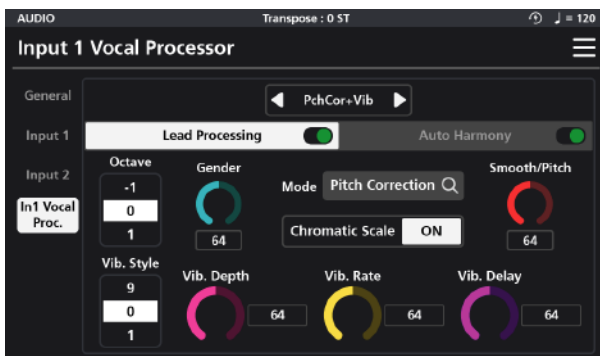 AUDIO Transpose : 0 ST ♩ = 120
Input 1 Vocal Processor
General
PchCor+Vib
Input 1
Lead Processing Auto Harmony
Input 2
In1 Vocal
Proc.
Octave
-1
0
1
Gender
64
Mode Pitch Correction
Chromatic Scale ON
Smooth/Pitch
64
Vib. Style
9
0
1
Vib. Depth
64
Vib. Rate
64
Vib. Delay
64